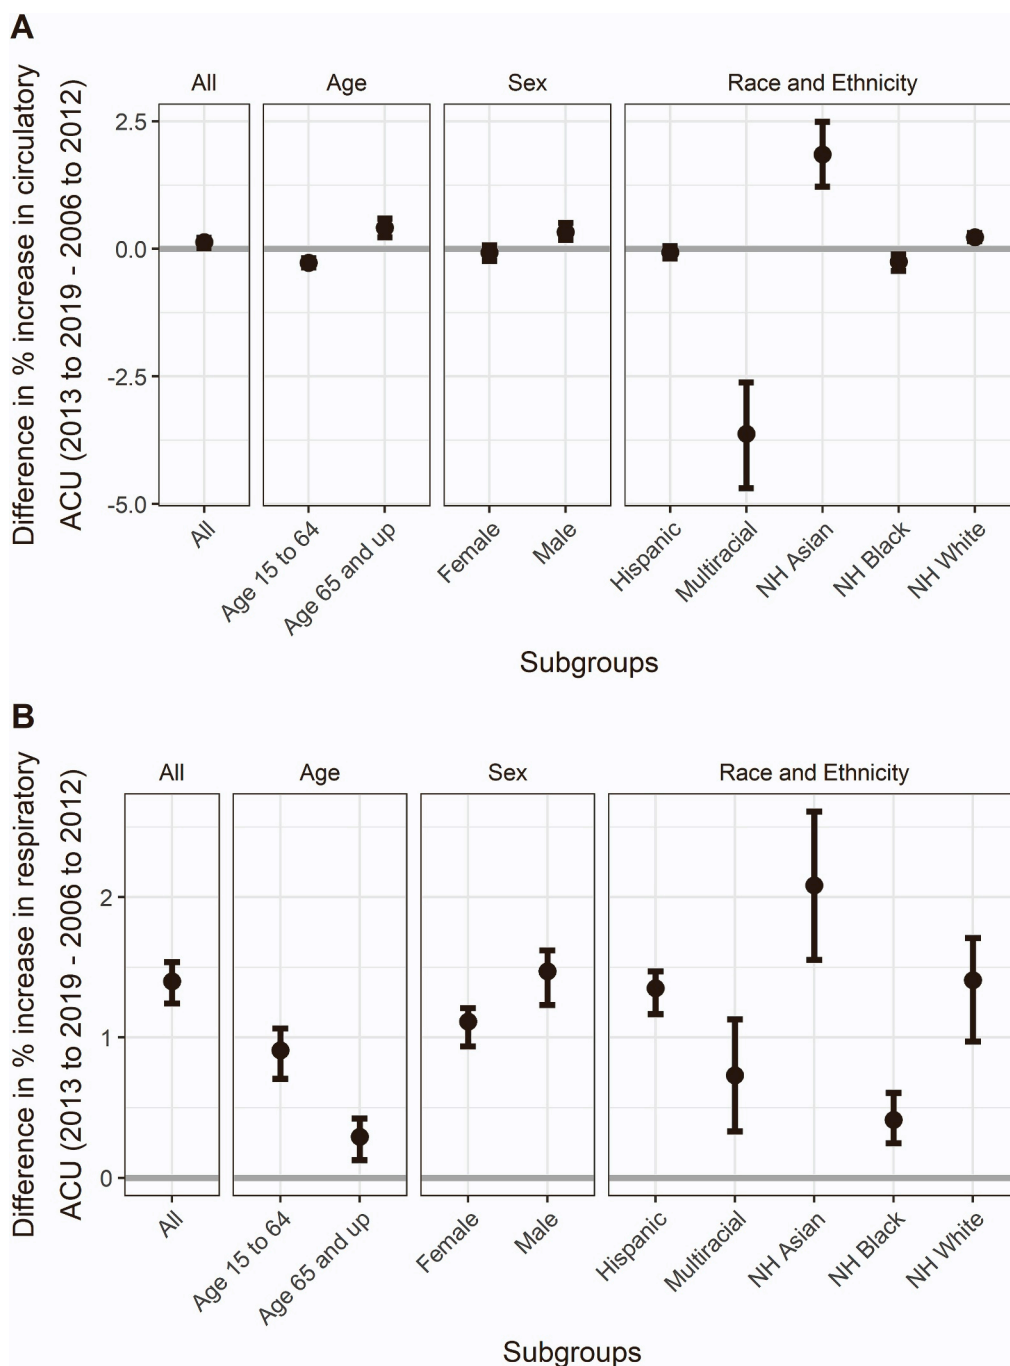 A
Difference in % increase in circulatory
ACU (2013 to 2019 - 2006 to 2012)
All
Age
Sex
Race and Ethnicity
2.5
0.0
-2.5
-5.0
All
Age 15 to 64
Age 65 and up
Female
Male
Hispanic
Multiracial
NH Asian
NH Black
NH White
Subgroups
B
Difference in % increase in respiratory
ACU (2013 to 2019 - 2006 to 2012)
All
Age
Sex
Race and Ethnicity
2
1
0
All
Age 15 to 64
Age 65 and up
Female
Male
Hispanic
Multiracial
NH Asian
NH Black
NH White
Subgroups